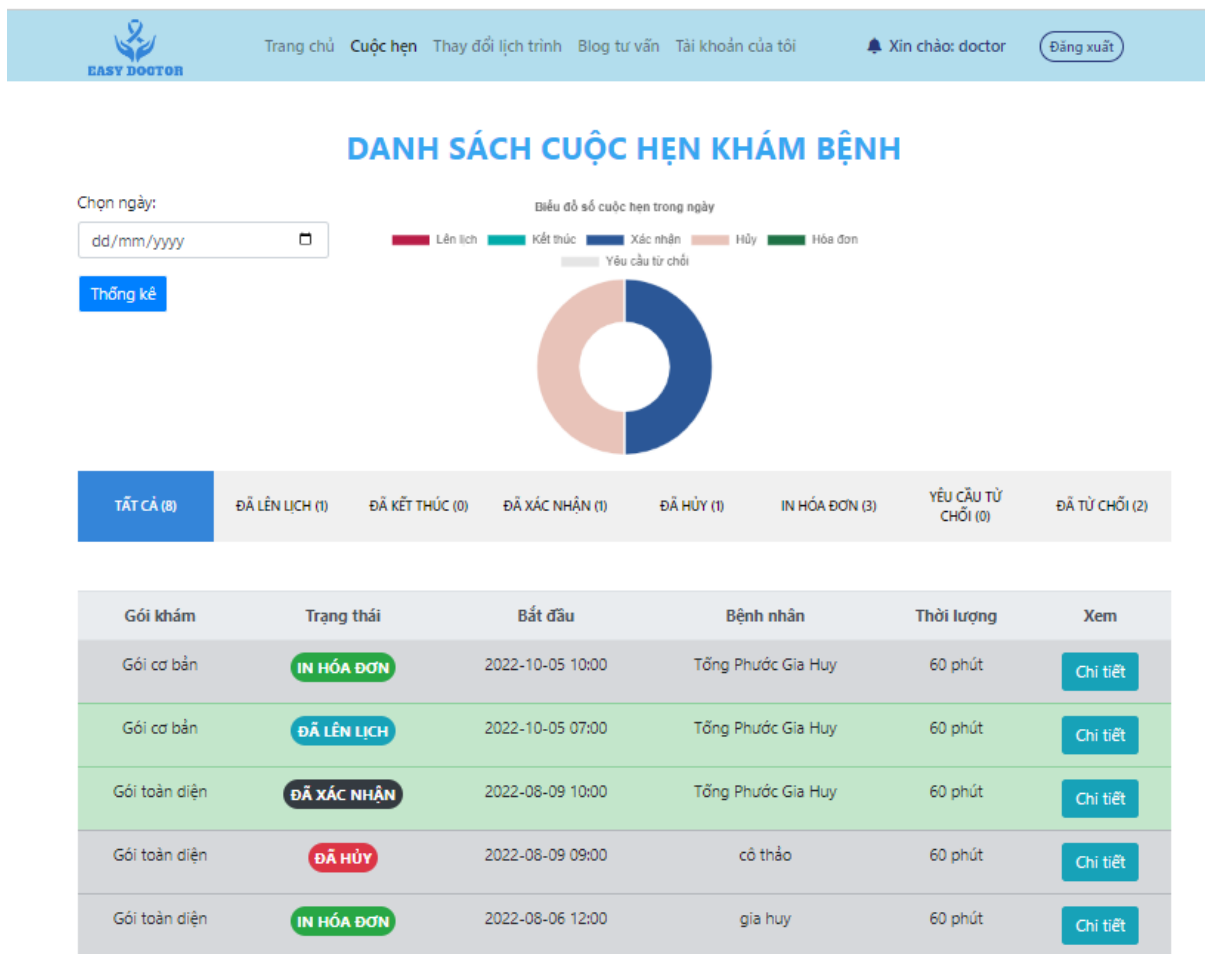 EASY DOCTOR
Trang chủ Cuộc hẹn Thay đổi lịch trình Blog tư vấn Tài khoản của tôi Xin chào: doctor Đăng xuất
DANH SÁCH CUỘC HẸN KHÁM BỆNH
Chọn ngày:
dd/mm/yyyy
Thống kê
Biểu đồ số cuộc hẹn trong ngày
Lên lịch Kết thúc Xác nhận Hủy Hóa đơn
Yêu cầu từ chối
TẤT CẢ (8) ĐÃ LÊN LỊCH (1) ĐÃ KẾT THÚC (0) ĐÃ XÁC NHẬN (1) ĐÃ HỦY (1) IN HÓA ĐƠN (3) YÊU CẦU TỪ CHỐI (0) ĐÃ TỪ CHỐI (2)
Gói khám Trạng thái Bắt đầu Bệnh nhân Thời lượng Xem
Gói cơ bản IN HÓA ĐƠN 2022-10-05 10:00 Tống Phước Gia Huy 60 phút Chi tiết
Gói cơ bản ĐÃ LÊN LỊCH 2022-10-05 07:00 Tống Phước Gia Huy 60 phút Chi tiết
Gói toàn diện ĐÃ XÁC NHẬN 2022-08-09 10:00 Tống Phước Gia Huy 60 phút Chi tiết
Gói toàn diện ĐÃ HỦY 2022-08-09 09:00 cô thảo 60 phút Chi tiết
Gói toàn diện IN HÓA ĐƠN 2022-08-06 12:00 gia huy 60 phút Chi tiết